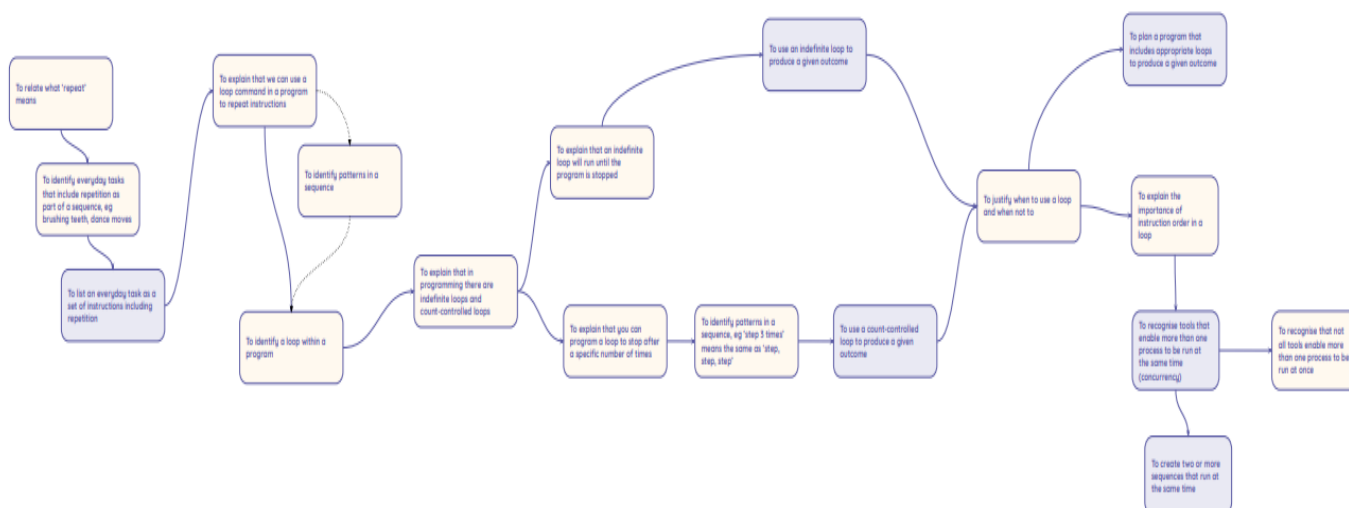 To relate what 'repeat'
means
To identify everyday tasks
that include repetition as
part of a sequence, eg
brushing teeth, dance moves
To list an everyday task as a
set of instructions including
repetition
To explain that we can use a
loop command in a program
to repeat instructions
To identify patterns in a
sequence
To identify a loop within a
program
To explain that in
programming there are
indefinite loops and
count-controlled loops
To explain that an indefinite
loop will run until the
program is stopped
To use an indefinite loop to
produce a given outcome
To explain that you can
program a loop to stop after
a specific number of times
To identify patterns in a
sequence, eg 'step 3 times'
means the same as 'step,
step, step'
To use a count-controlled
loop to produce a given
outcome
To justify when to use a loop
and when not to
To plan a program that
includes appropriate loops
to produce a given outcome
To explain the
importance of
instruction order in a
loop
To recognise tools that
enable more than one
process to be run at
the same time
(concurrency)
To recognise that not
all tools enable more
than one process to be
run at once
To create two or more
sequences that run at
the same time